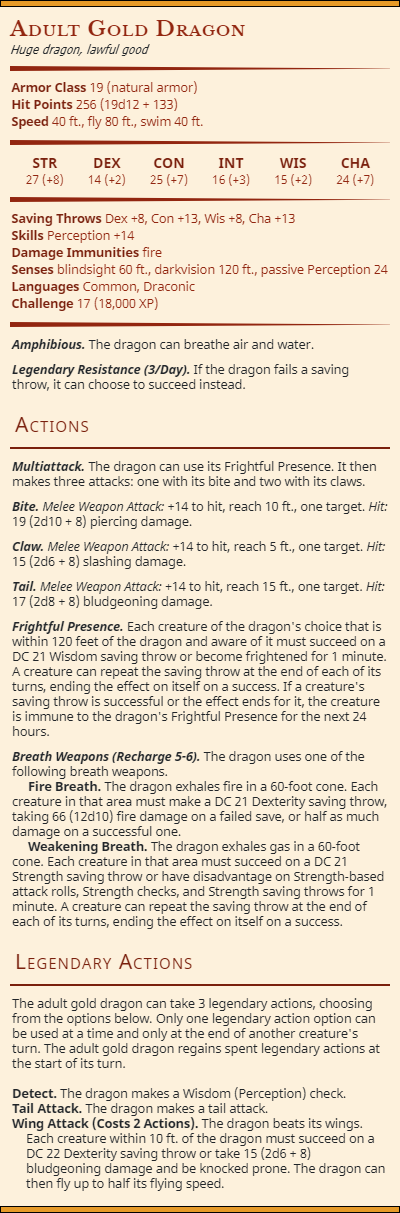 Adult Gold Dragon
Huge dragon, lawful good
Armor Class 19 (natural armor)
Hit Points 256 (19d12 + 133)
Speed 40 ft., fly 80 ft., swim 40 ft.
STR DEX CON INT WIS CHA
27 (+8) 14 (+2) 25 (+7) 16 (+3) 15 (+2) 24 (+7)
Saving Throws Dex +8, Con +13, Wis +8, Cha +13
Skills Perception +14
Damage Immunities fire
Senses blindsight 60 ft., darkvision 120 ft., passive Perception 24
Languages Common, Draconic
Challenge 17 (18,000 XP)
Amphibious. The dragon can breathe air and water.
Legendary Resistance (3/Day). If the dragon fails a saving
throw, it can choose to succeed instead.
Actions
Multiattack. The dragon can use its Frightful Presence. It then
makes three attacks: one with its bite and two with its claws.
Bite. Melee Weapon Attack: +14 to hit, reach 10 ft., one target. Hit:
19 (2d10 + 8) piercing damage.
Claw. Melee Weapon Attack: +14 to hit, reach 5 ft., one target. Hit:
15 (2d6 + 8) slashing damage.
Tail. Melee Weapon Attack: +14 to hit, reach 15 ft., one target. Hit:
17 (2d8 + 8) bludgeoning damage.
Frightful Presence. Each creature of the dragon's choice that is
within 120 feet of the dragon and aware of it must succeed on a
DC 21 Wisdom saving throw or become frightened for 1 minute.
A creature can repeat the saving throw at the end of each of its
turns, ending the effect on itself on a success. If a creature's
saving throw is successful or the effect ends for it, the creature
is immune to the dragon's Frightful Presence for the next 24
hours.
Breath Weapons (Recharge 5-6). The dragon uses one of the
following breath weapons.
Fire Breath. The dragon exhales fire in a 60-foot cone. Each
creature in that area must make a DC 21 Dexterity saving throw,
taking 66 (12d10) fire damage on a failed save, or half as much
damage on a successful one.
Weakening Breath. The dragon exhales gas in a 60-foot
cone. Each creature in that area must succeed on a DC 21
Strength saving throw or have disadvantage on Strength-based
attack rolls, Strength checks, and Strength saving throws for 1
minute. A creature can repeat the saving throw at the end of
each of its turns, ending the effect on itself on a success.
Legendary Actions
The adult gold dragon can take 3 legendary actions, choosing
from the options below. Only one legendary action option can
be used at a time and only at the end of another creature's
turn. The adult gold dragon regains spent legendary actions at
the start of its turn.
Detect. The dragon makes a Wisdom (Perception) check.
Tail Attack. The dragon makes a tail attack.
Wing Attack (Costs 2 Actions). The dragon beats its wings.
Each creature within 10 ft. of the dragon must succeed on a
DC 22 Dexterity saving throw or take 15 (2d6 + 8)
bludgeoning damage and be knocked prone. The dragon can
then fly up to half its flying speed.